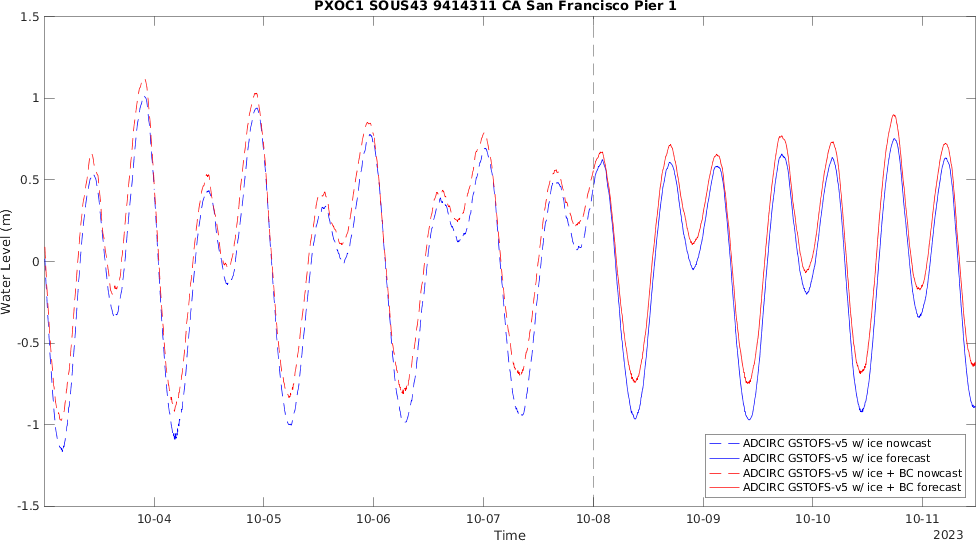 PXOC1 SOUS43 9414311 CA San Francisco Pier 1
1.5
1
0.5
0
-0.5
-1
-1.5
Water Level (m)
ADCIRC GSTOFS-v5 w/ ice nowcast
ADCIRC GSTOFS-v5 w/ ice forecast
ADCIRC GSTOFS-v5 w/ ice + BC nowcast
ADCIRC GSTOFS-v5 w/ ice + BC forecast
10-04 10-05 10-06 10-07 10-08 10-09 10-10 10-11
Time
2023